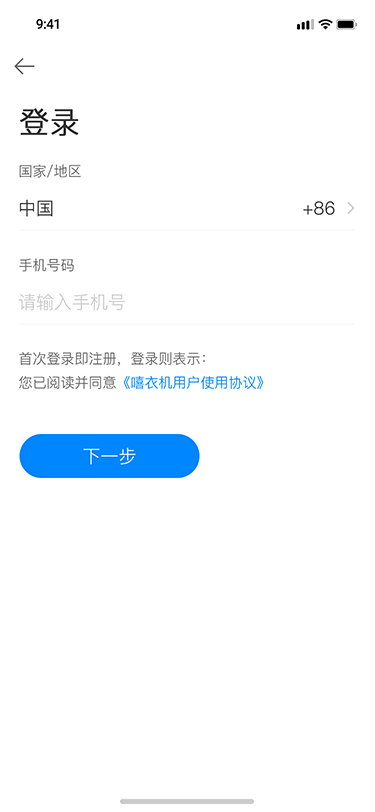 9:41
登录
国家/地区
中国 +86
手机号码
请输入手机号
首次登录即注册，登录则表示：
您已阅读并同意《嘻衣机用户使用协议》
下一步